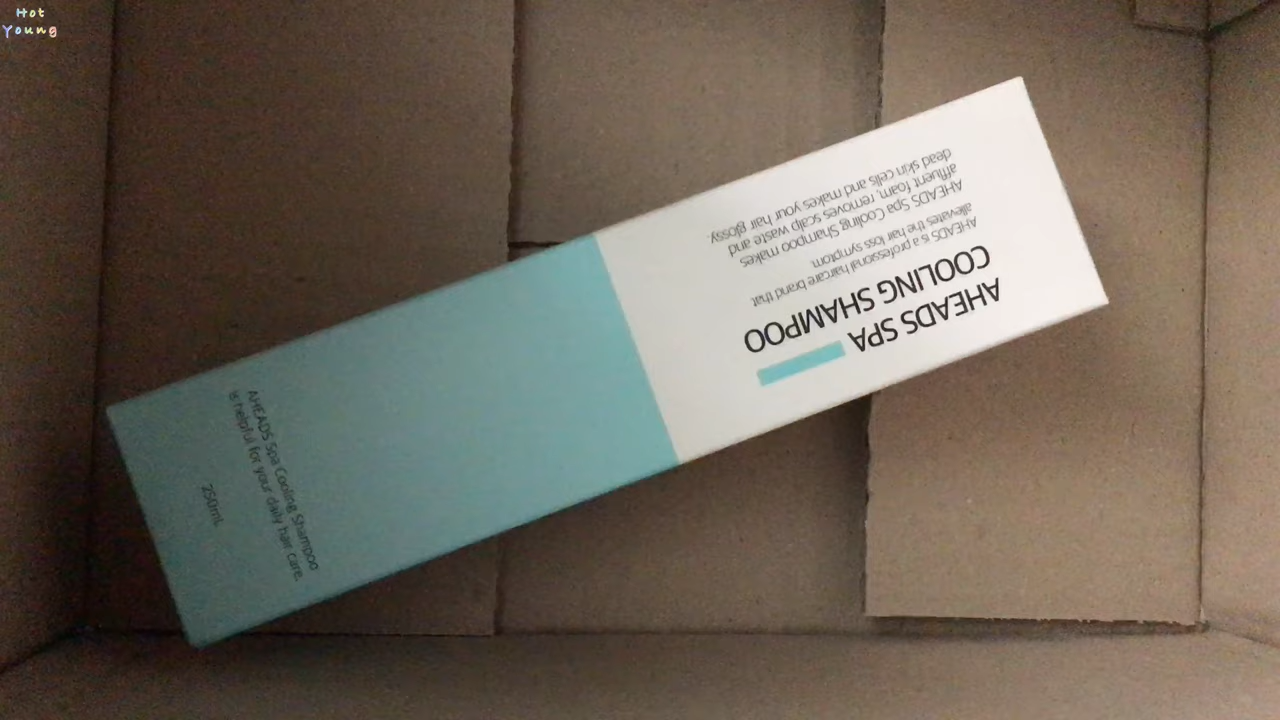 Hot
Young
AHEADS SPA
COOLING SHAMPOO
AHEADS is a professional haircare brand that
alleviates the hair loss symptom.
AHEADS Spa Cooling Shampoo makes
affluent foam, removes scalp waste and
dead skin cells and makes your hair glossy.
AHEADS Spa Cooling Shampoo
is helpful for your daily hair care.
250mL